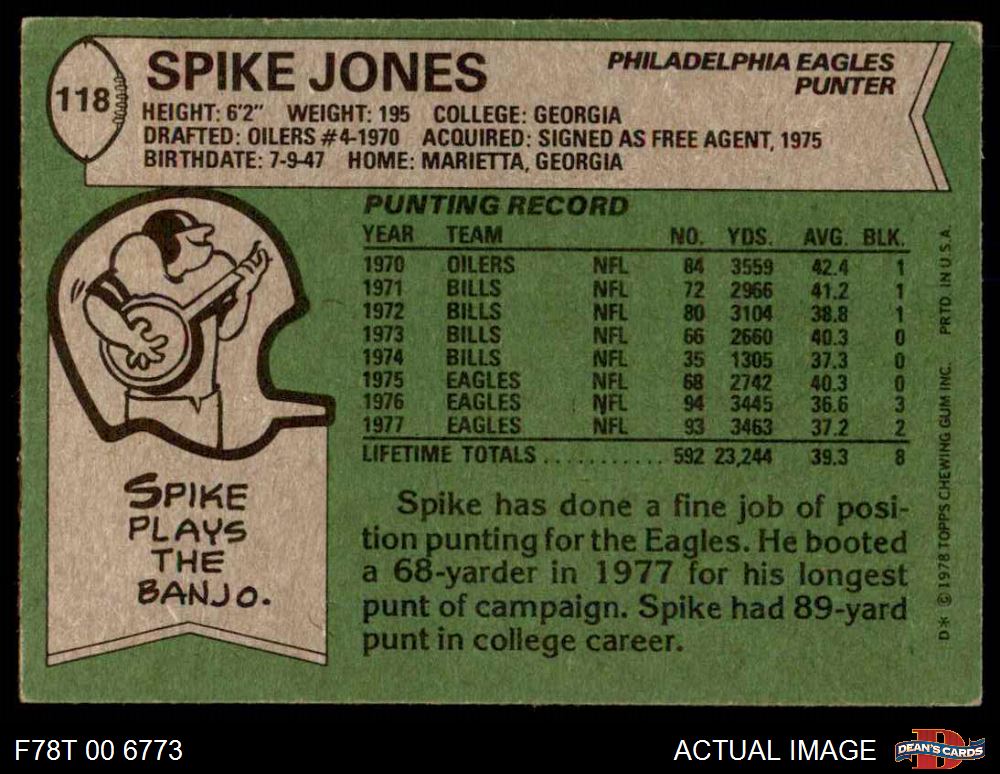 118
SPIKE JONES
PHILADELPHIA EAGLES
PUNTER
HEIGHT: 6'2" WEIGHT: 195 COLLEGE: GEORGIA
DRAFTED: OILERS #4-1970 ACQUIRED: SIGNED AS FREE AGENT, 1975
BIRTHDATE: 7-9-47 HOME: MARIETTA, GEORGIA
PUNTING RECORD
YEAR TEAM NO. YDS. AVG. BLK.
1970 OILERS NFL 84 3559 42.4 1
1971 BILLS NFL 72 2966 41.2 1
1972 BILLS NFL 80 3104 38.8 1
1973 BILLS NFL 66 2660 40.3 0
1974 BILLS NFL 35 1305 37.3 0
1975 EAGLES NFL 68 2742 40.3 0
1976 EAGLES NFL 94 3445 36.6 3
1977 EAGLES NFL 93 3463 37.2 2
LIFETIME TOTALS............ 592 23,244 39.3 8
SPIKE
PLAYS
THE
BANJO.
Spike has done a fine job of posi-
tion punting for the Eagles. He booted
a 68-yarder in 1977 for his longest
punt of campaign. Spike had 89-yard
punt in college career.
D* © 1978 TOPPS CHEWING GUM INC. PRTD. IN U.S.A.
F78T 00 6773
ACTUAL IMAGE
D
DEAN'S CARDS